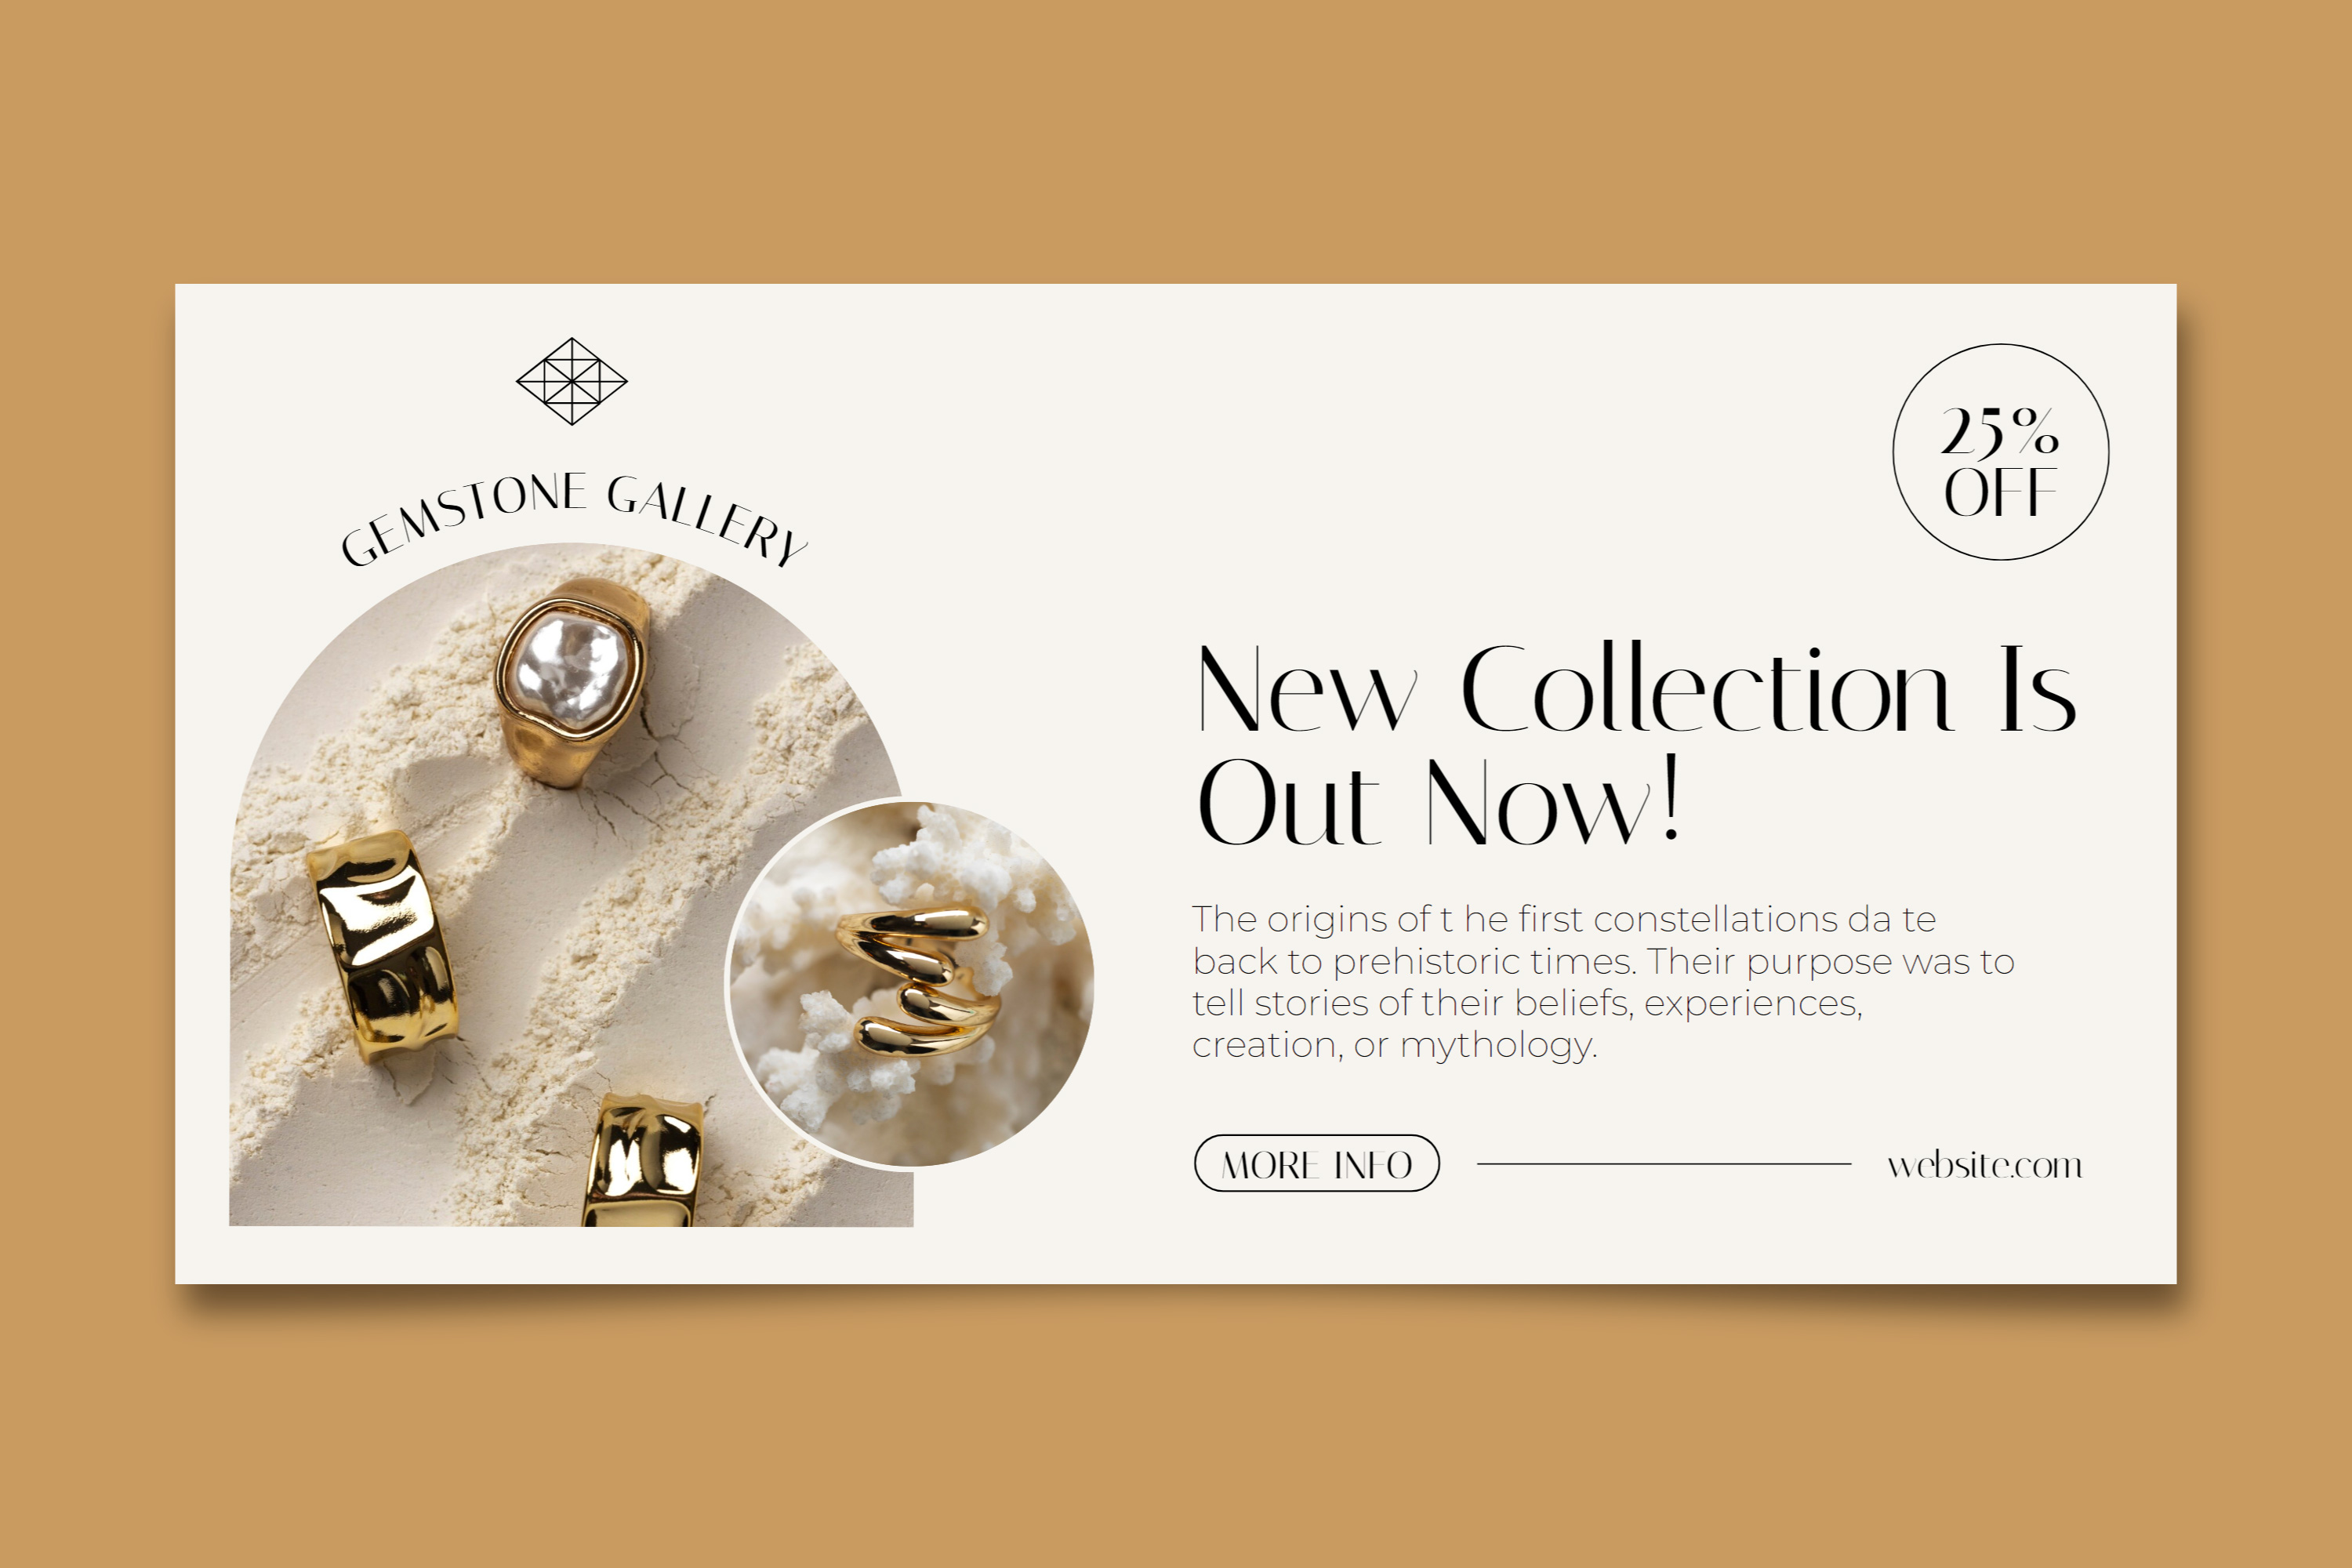 GEMSTONE GALLERY
25%
OFF
New Collection Is
Out Now!
The origins of t he first constellations da te
back to prehistoric times. Their purpose was to
tell stories of their beliefs, experiences,
creation, or mythology.
MORE INFO
website.com